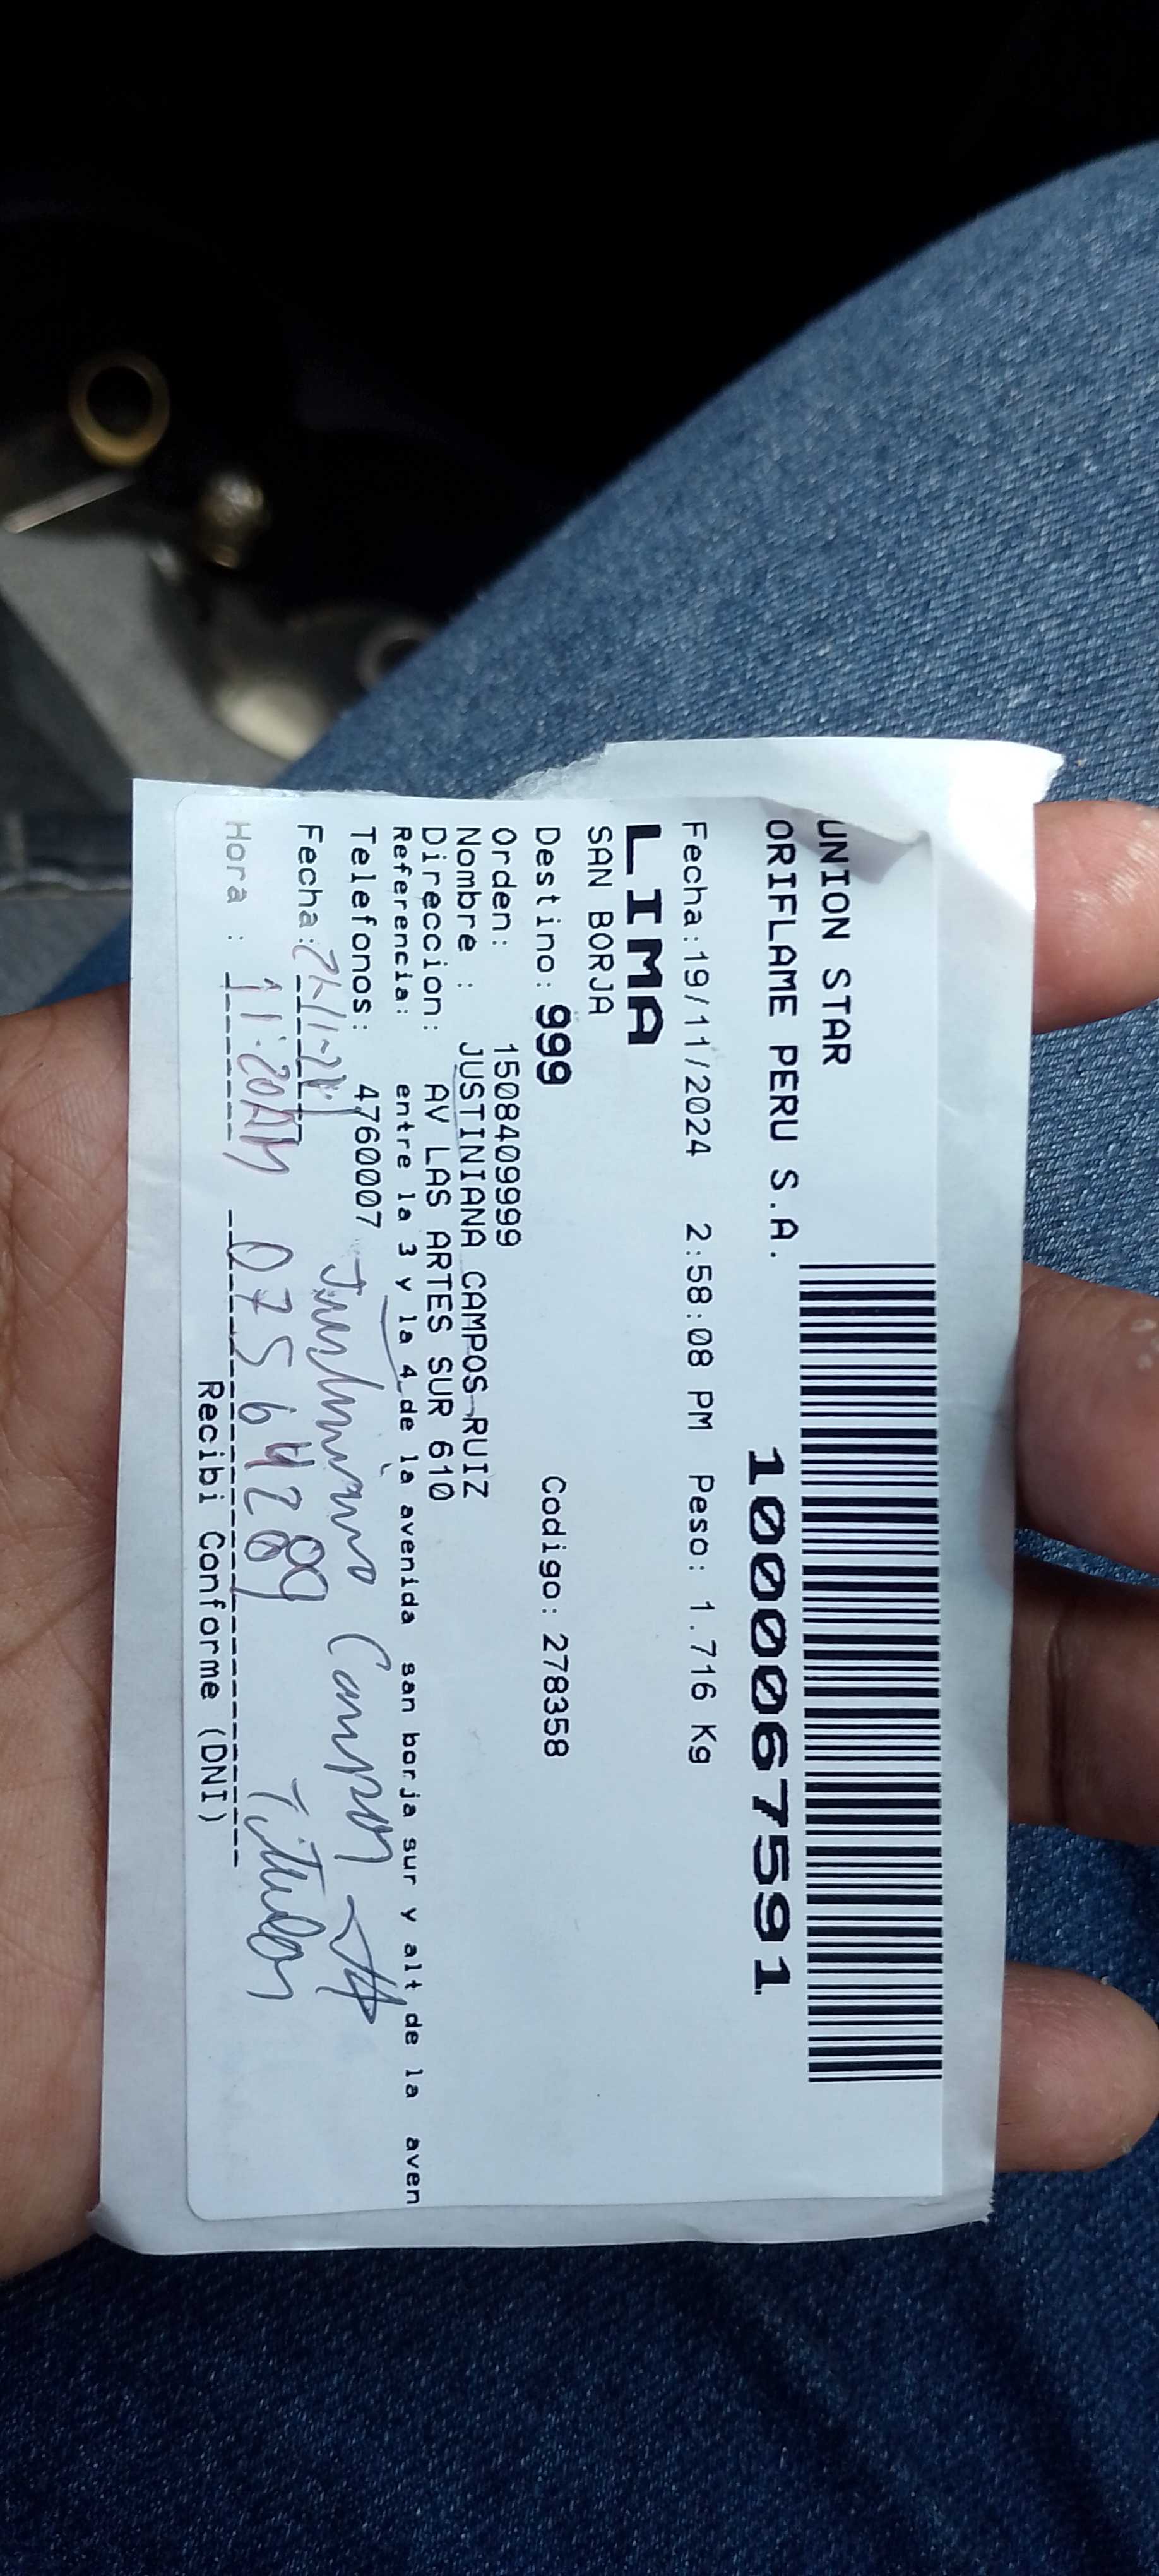 UNION STAR
ORIFLAME PERU S.A.
1000067591
Fecha:19/11/2024 2:58:08 PM Peso: 1.716 Kg
LIMA
SAN BORJA
Destino: 999 Codigo: 278358
Orden: 1508409999
Nombre : JUSTINIANA CAMPOS RUIZ
Direccion: AV LAS ARTES SUR 610
Referencia: entre la 3 y la 4 de la avenida san borja sur y alt de la aven
Telefonos: 4760007
Campos
Fecha:
Hora : 11:20AM 07564289 Titular
Recibi Conforme (DNI)